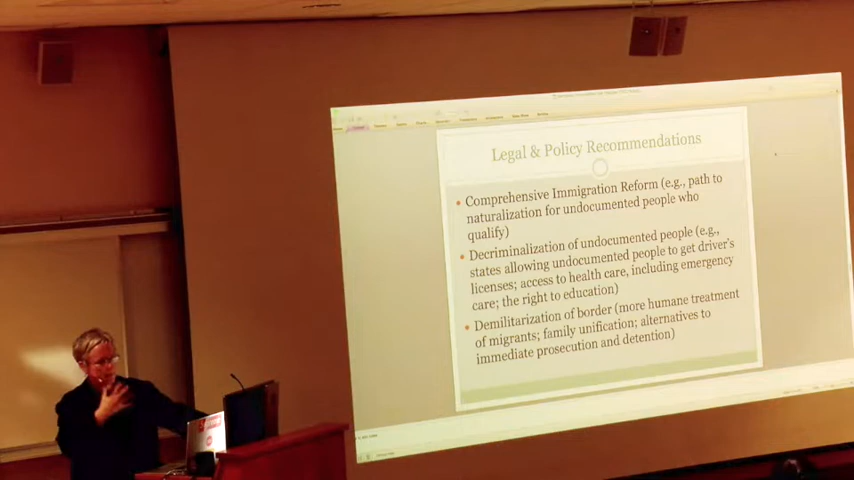 Legal & Policy Recommendations
• Comprehensive Immigration Reform (e.g., path to
naturalization for undocumented people who
qualify)
• Decriminalization of undocumented people (e.g.,
states allowing undocumented people to get driver's
licenses; access to health care, including emergency
care; the right to education)
• Demilitarization of border (more humane treatment
of migrants; family unification; alternatives to
immediate prosecution and detention)